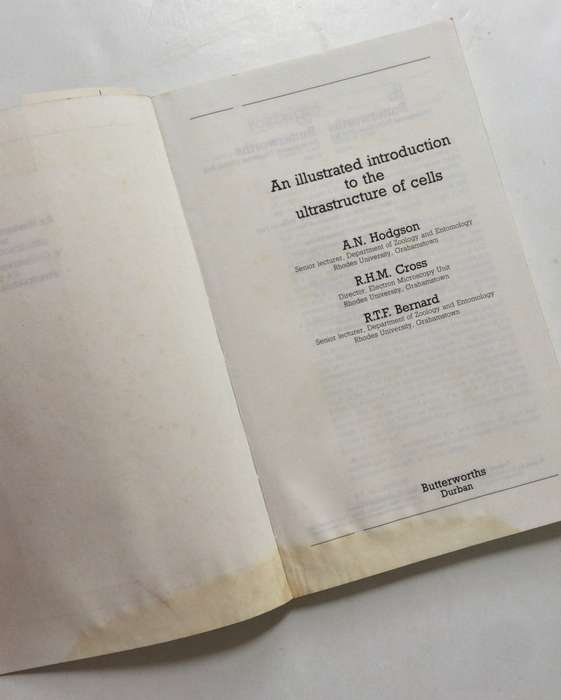 An illustrated introduction
to the
ultrastructure of cells
A.N. Hodgson
Senior lecturer, Department of Zoology and Entomology
Rhodes University, Grahamstown
R.H.M. Cross
Director, Electron Microscopy Unit
Rhodes University, Grahamstown
R.T.F. Bernard
Senior lecturer, Department of Zoology and Entomology
Rhodes University, Grahamstown
Butterworths
Durban